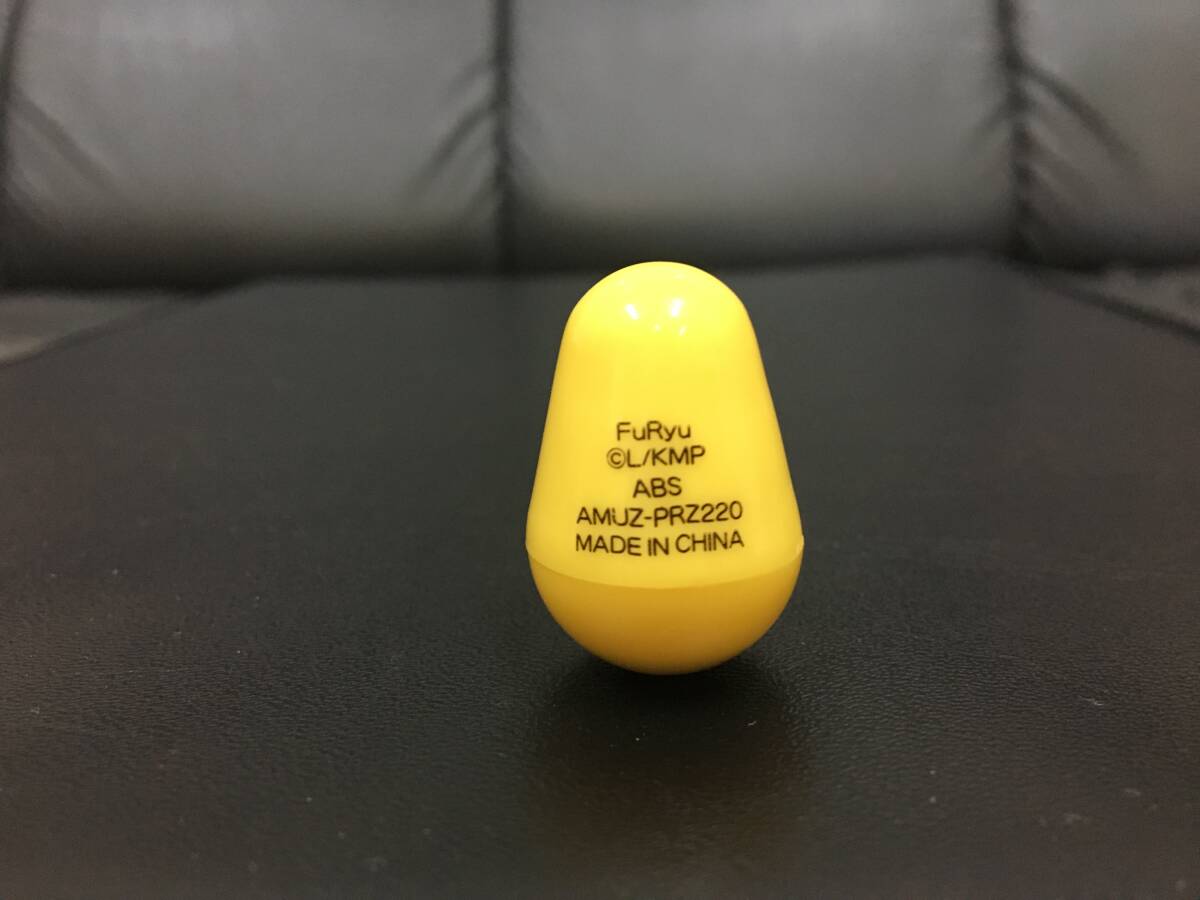 FuRyu
©L/KMP
ABS
AMUZ-PRZ220
MADE IN CHINA